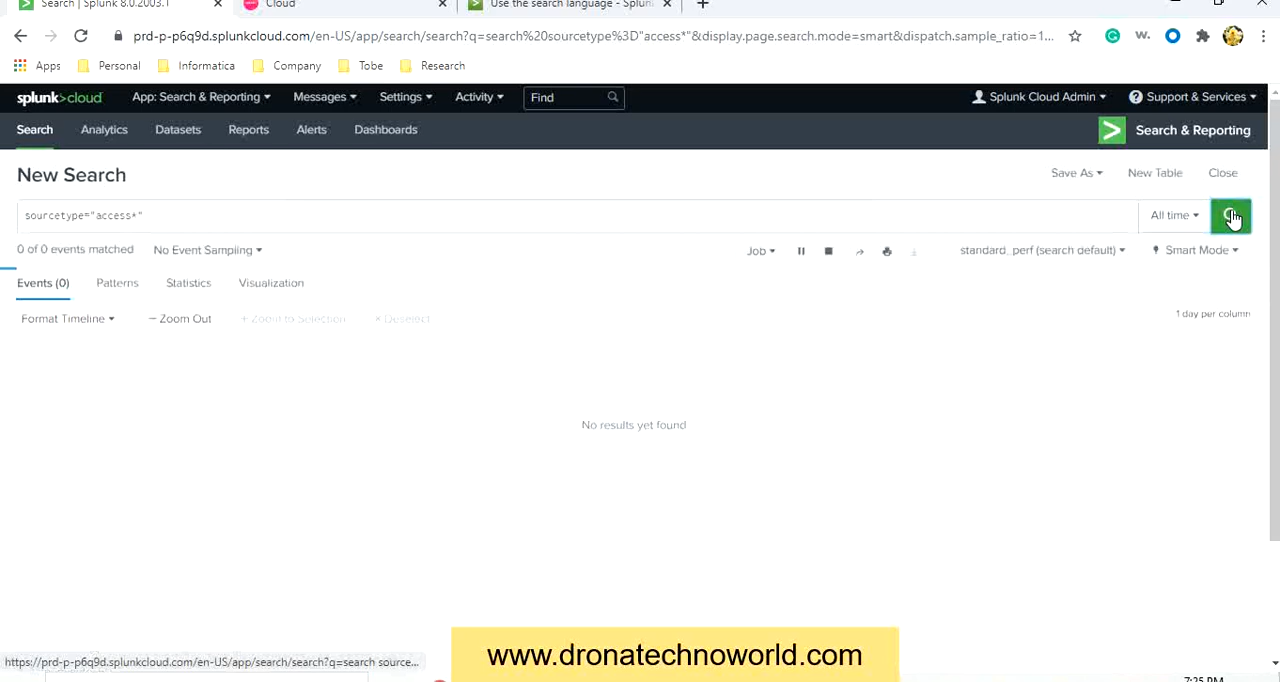 Search | Splunk 8.0.2003.1
Cloud
Use the search language - Splun
prd-p-p6q9d.splunkcloud.com/en-US/app/search/search?q=search%20sourcetype%3D"access*"&display.page.search.mode=smart&dispatch.sample_ratio=1...
Apps Personal Informatica Company Tobe Research
splunk>cloud App: Search & Reporting Messages Settings Activity Find Splunk Cloud Admin Support & Services
Search Analytics Datasets Reports Alerts Dashboards Search & Reporting
New Search Save As New Table Close
sourcetype="access*" All time
0 of 0 events matched No Event Sampling Job standard_perf (search default) Smart Mode
Events (0) Patterns Statistics Visualization
Format Timeline – Zoom Out + Zoom to Selection × Deselect 1 day per column
No results yet found
www.dronatechnoworld.com
https://prd-p-p6q9d.splunkcloud.com/en-US/app/search/search?q=search source...
7:25 PM